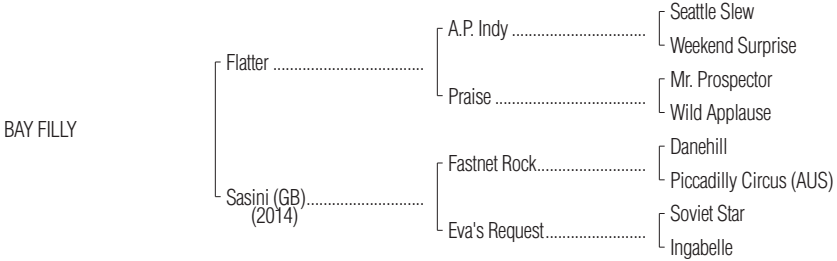 Seattle Slew
A.P. Indy ..................................
Weekend Surprise
Flatter ......................................
Mr. Prospector
Praise ......................................
Wild Applause
BAY FILLY
Danehill
Fastnet Rock............................
Piccadilly Circus (AUS)
Sasini (GB)..............................
(2014)
Soviet Star
Eva's Request..........................
Ingabelle